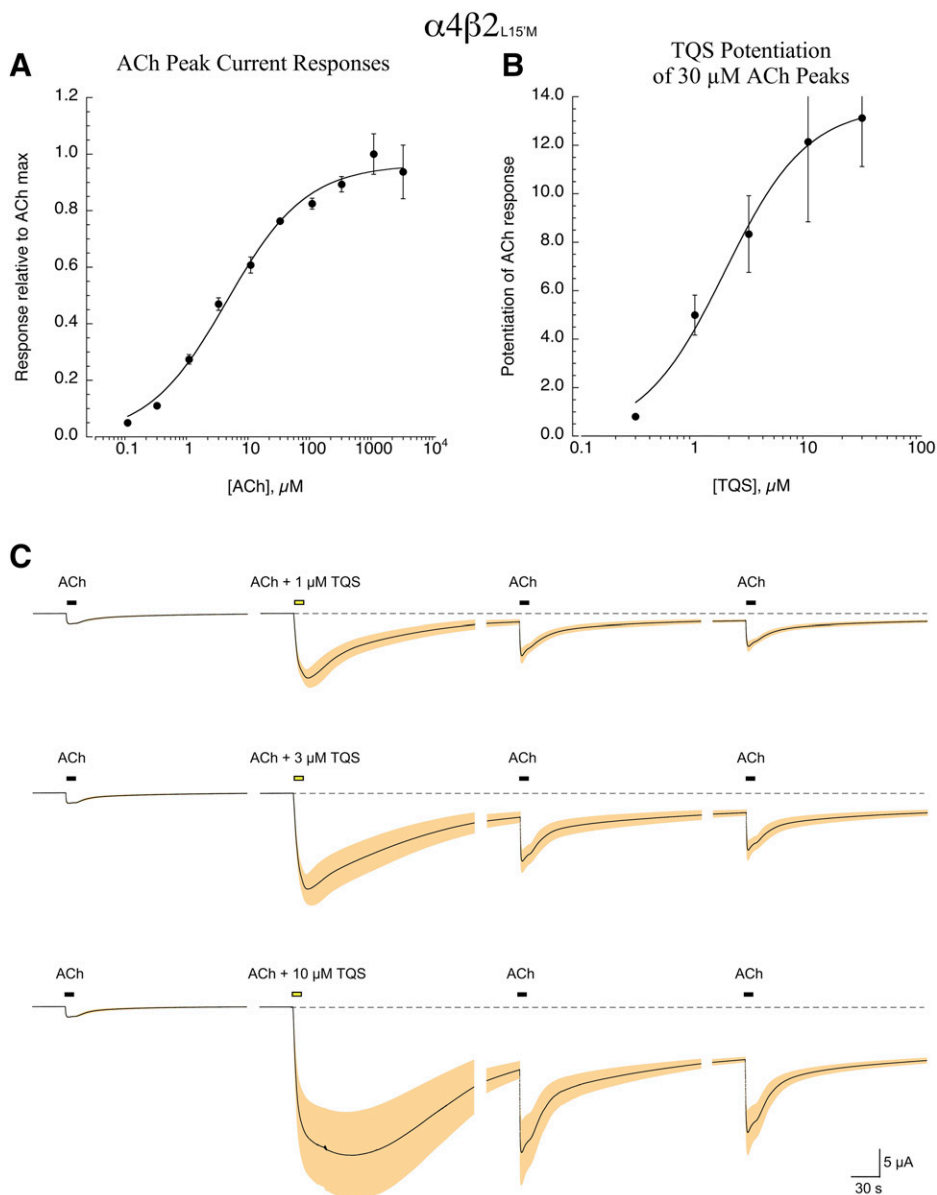 α4β2L15'M
A
ACh Peak Current Responses
Response relative to ACh max
1.2
1.0
0.8
0.6
0.4
0.2
0.0
0.1
1
10
100
1000
10⁴
[ACh], µM
B
TQS Potentiation
of 30 µM ACh Peaks
Potentiation of ACh response
14.0
12.0
10.0
8.0
6.0
4.0
2.0
0.0
0.1
1
10
100
[TQS], µM
C
ACh
ACh + 1 µM TQS
ACh
ACh
ACh
ACh + 3 µM TQS
ACh
ACh
ACh
ACh + 10 µM TQS
ACh
ACh
5 µA
30 s